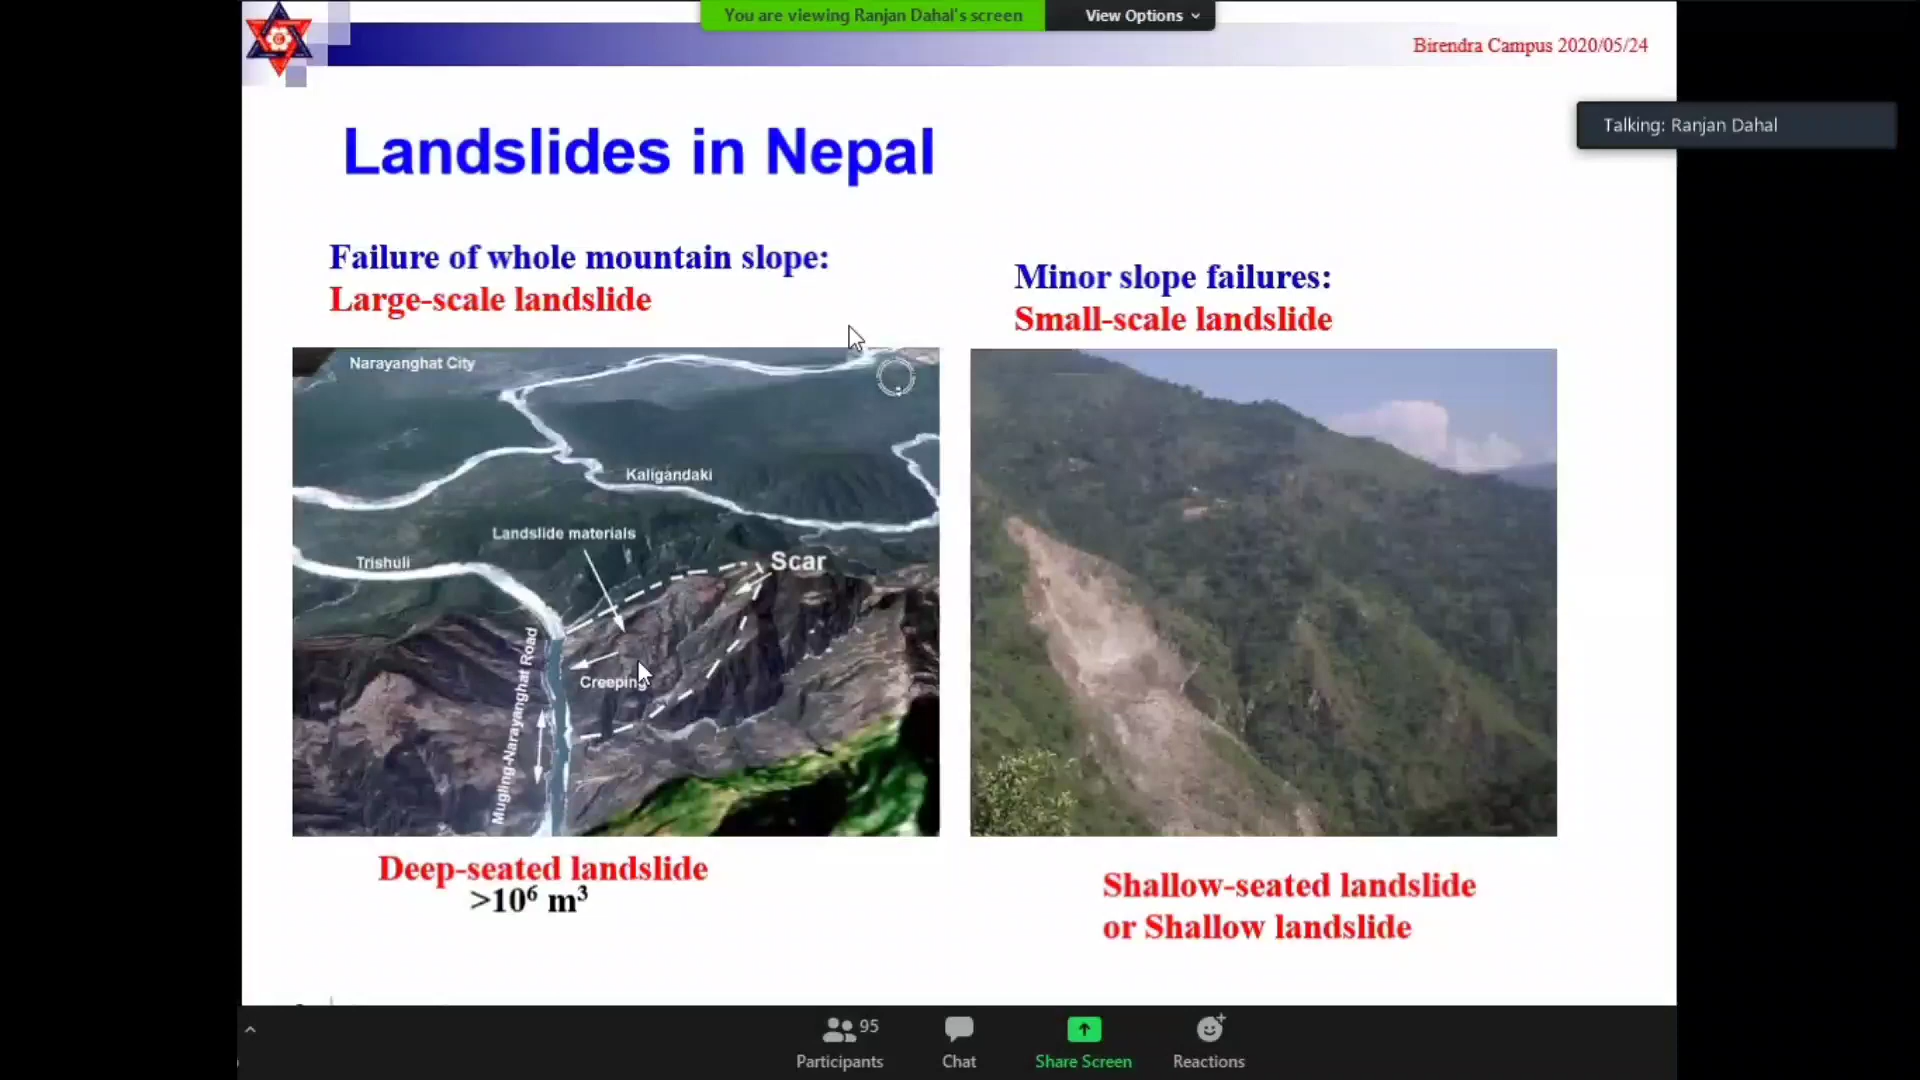 You are viewing Ranjan Dahal's screen
View Options
Birendra Campus 2020/05/24
Talking: Ranjan Dahal
Landslides in Nepal
Failure of whole mountain slope:
Large-scale landslide
Minor slope failures:
Small-scale landslide
Narayanghat City
Kaligandaki
Landslide materials
Scar
Trishuli
Creeping
Mugling-Narayanghat Road
Deep-seated landslide
>10⁶ m³
Shallow-seated landslide
or Shallow landslide
95
Participants
Chat
Share Screen
Reactions